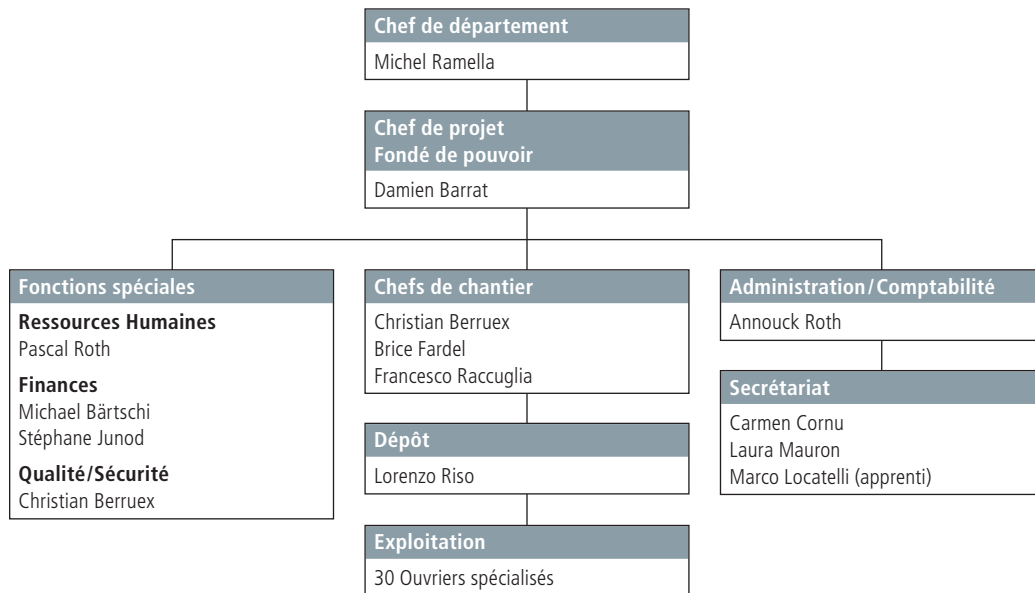 Chef de département
Michel Ramella
Chef de projet
Fondé de pouvoir
Damien Barrat
Fonctions spéciales
Ressources Humaines
Pascal Roth
Finances
Michael Bärtschi
Stéphane Junod
Qualité/Sécurité
Christian Berruex
Chefs de chantier
Christian Berruex
Brice Fardel
Francesco Raccuglia
Dépôt
Lorenzo Riso
Exploitation
30 Ouvriers spécialisés
Administration/Comptabilité
Annouck Roth
Secrétariat
Carmen Cornu
Laura Mauron
Marco Locatelli (apprenti)